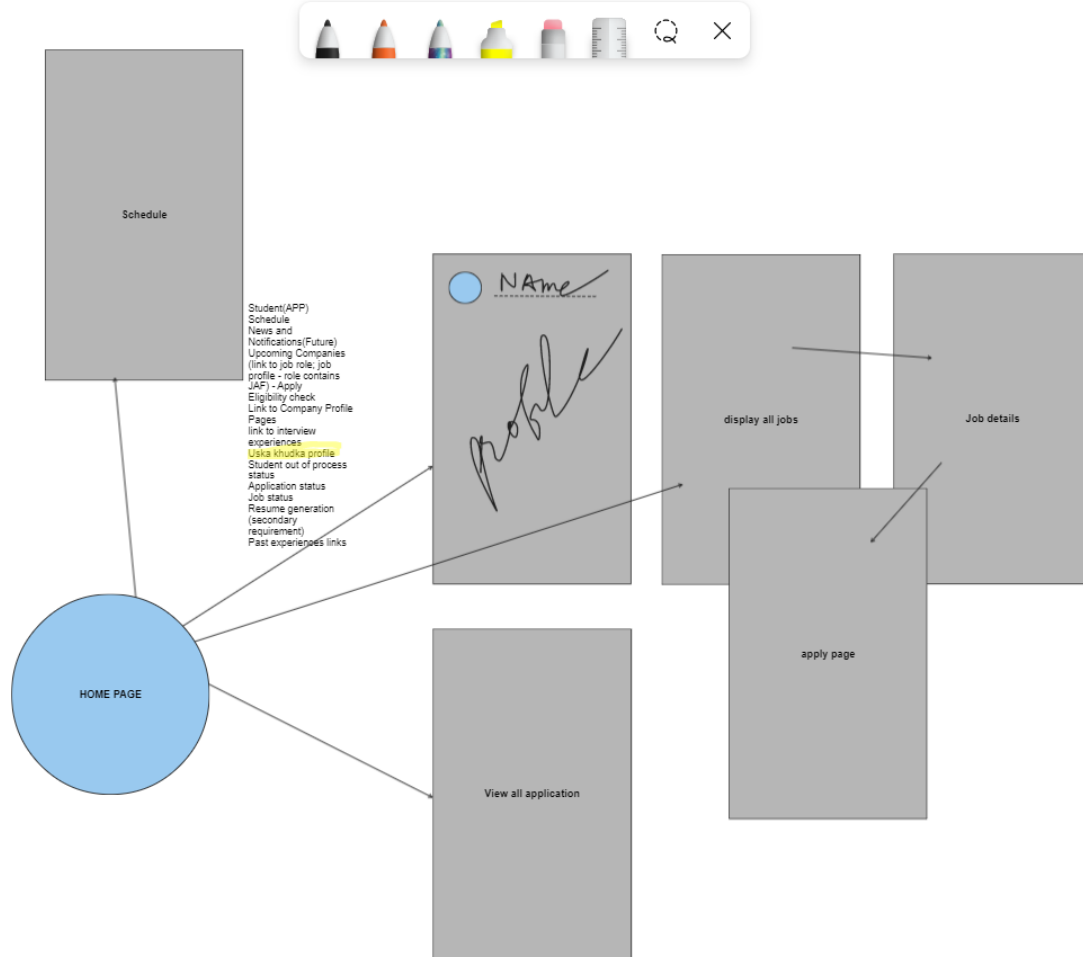 Schedule
Student(APP)
Schedule
News and
Notifications(Future)
Upcoming Companies
(link to job role; job
profile - role contains
JAF) - Apply
Eligibility check
Link to Company Profile
Pages
link to interview
experiences
Uska khudka profile
Student out of process
status
Application status
Job status
Resume generation
(secondary
requirement)
Past experiences links
NAme
profile
display all jobs
Job details
apply page
HOME PAGE
View all application